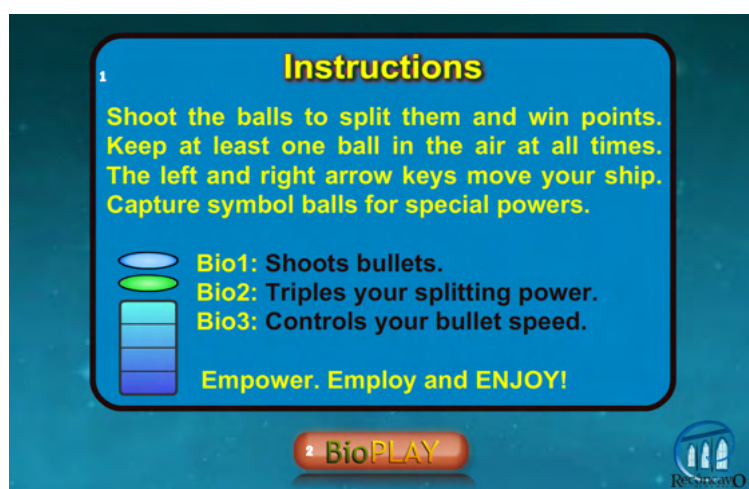 1
Instructions
Shoot the balls to split them and win points.
Keep at least one ball in the air at all times.
The left and right arrow keys move your ship.
Capture symbol balls for special powers.
Bio1: Shoots bullets.
Bio2: Triples your splitting power.
Bio3: Controls your bullet speed.
Empower. Employ and ENJOY!
2 BioPLAY
Recôncavo